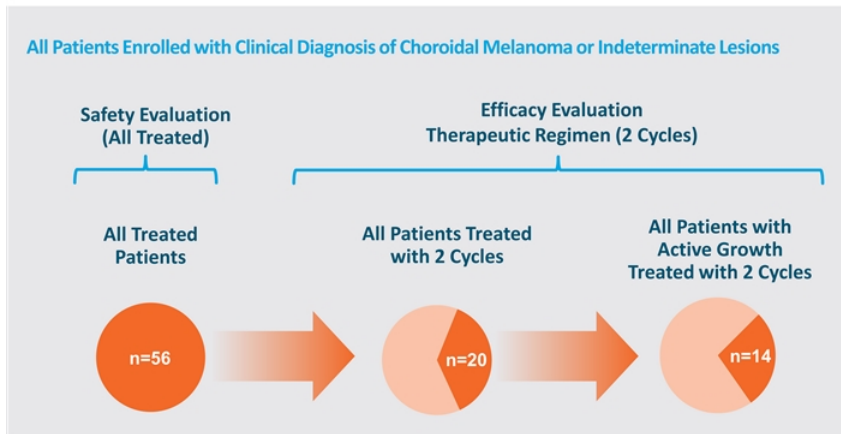 All Patients Enrolled with Clinical Diagnosis of Choroidal Melanoma or Indeterminate Lesions
Safety Evaluation
(All Treated)
Efficacy Evaluation
Therapeutic Regimen (2 Cycles)
All Treated
Patients
All Patients Treated
with 2 Cycles
All Patients with
Active Growth
Treated with 2 Cycles
n=56
n=20
n=14